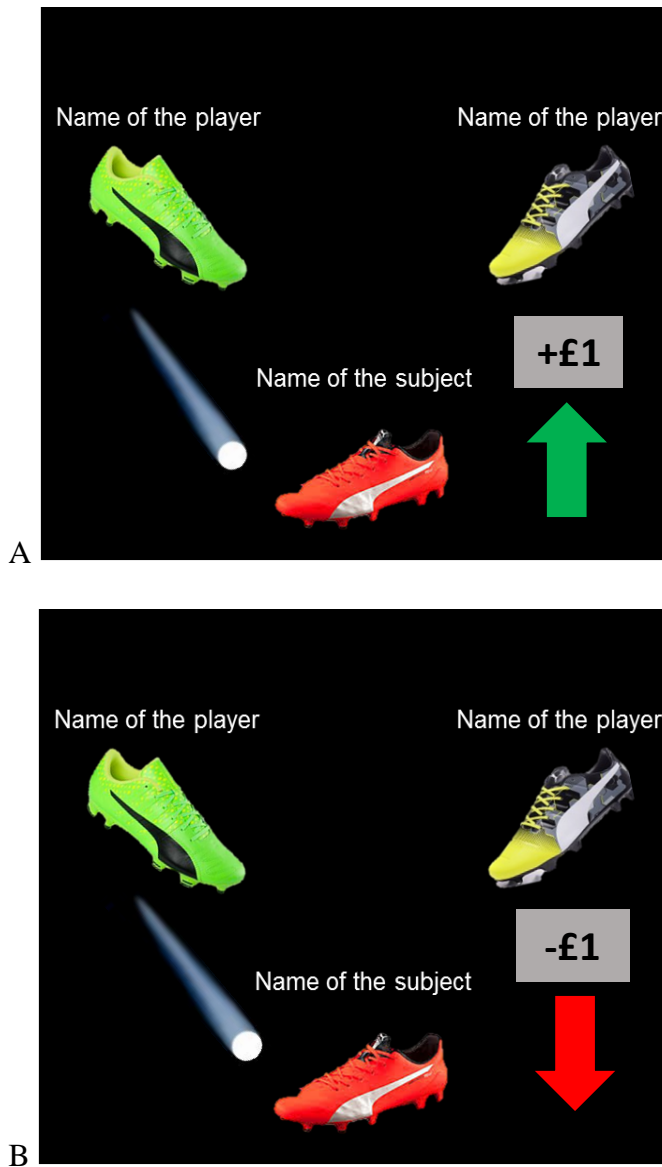 Name of the player
Name of the player
+£1
Name of the subject
A
Name of the player
Name of the player
-£1
Name of the subject
B